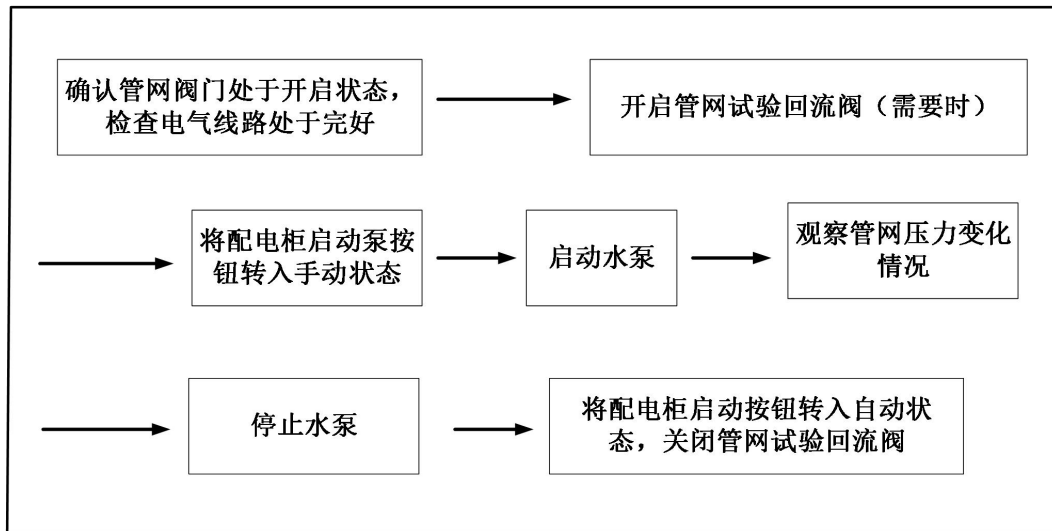 确认管网阀门处于开启状态，
检查电气线路处于完好
开启管网试验回流阀（需要时）
将配电柜启动泵按
钮转入手动状态
启动水泵
观察管网压力变化
情况
停止水泵
将配电柜启动按钮转入自动状
态，关闭管网试验回流阀